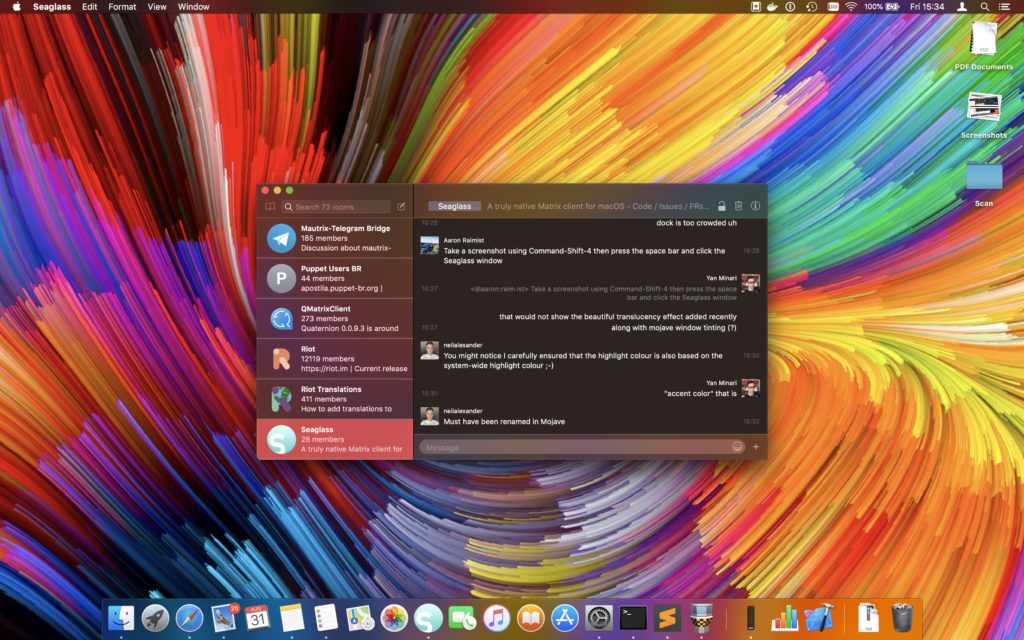 Seaglass Edit Format View Window
100% Fri 15:34
PDF
PDF Documents
Screenshots
Scan
Search 73 rooms
Mautrix-Telegram Bridge
185 members
Discussion about mautrix-
P
Puppet Users BR
44 members
apostila.puppet-br.org |
QMatrixClient
273 members
Quaternion 0.0.9.3 is around
Riot
12119 members
https://riot.im | Current release
Riot Translations
411 members
How to add translations to
Seaglass
28 members
A truly native Matrix client for
Seaglass A truly native Matrix client for macOS - Code / Issues / PRs...
15:25 dock is too crowded uh
Aaron Raimist
Take a screenshot using Command-Shift-4 then press the space bar and click the 15:26
Seaglass window
Yan Minari
15:27 <@aaron:raim.ist> Take a screenshot using Command-Shift-4 then press the space
bar and click the Seaglass window
that would not show the beautiful translucency effect added recently
15:27 along with mojave window tinting (?)
neilalexander
You might notice I carefully ensured that the highlight colour is also based on the 15:30
system-wide highlight colour ;-)
Yan Minari
15:31 "accent color" that is
neilalexander
Must have been renamed in Mojave 15:32
Message
26
AUG
31